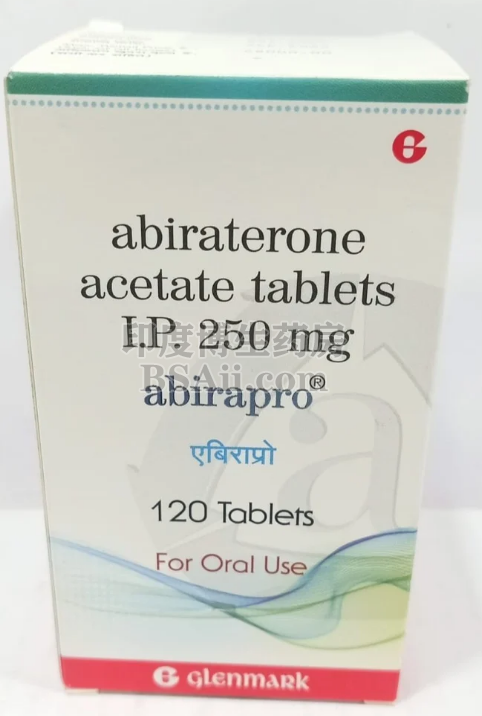 abiraterone
acetate tablets
I.P. 250 mg
印度博生药房
BSAii.com
abirapro®
एबिराप्रो
120 Tablets
For Oral Use
glenmark